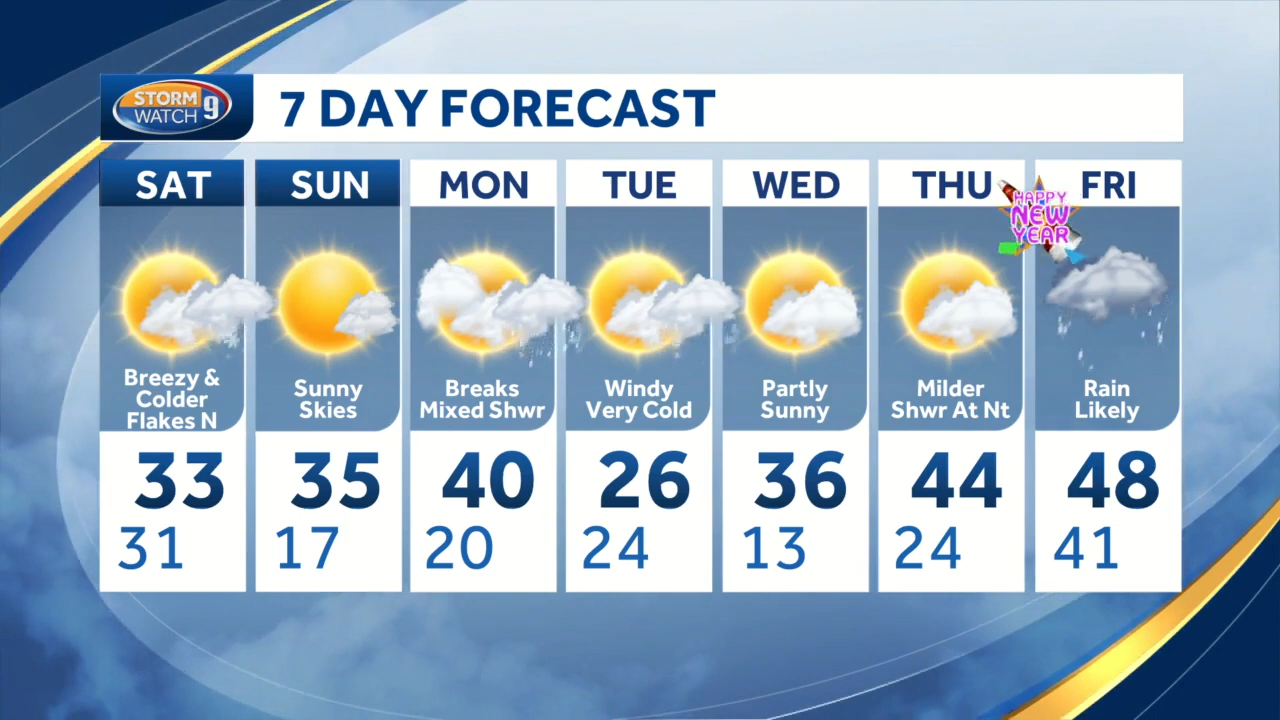 STORM
WATCH 9
7 DAY FORECAST
SAT
SUN
MON
TUE
WED
THU
FRI
HAPPY
NEW
YEAR
Breezy &
Colder
Flakes N
Sunny
Skies
Breaks
Mixed Shwr
Windy
Very Cold
Partly
Sunny
Milder
Shwr At Nt
Rain
Likely
33
35
40
26
36
44
48
31
17
20
24
13
24
41